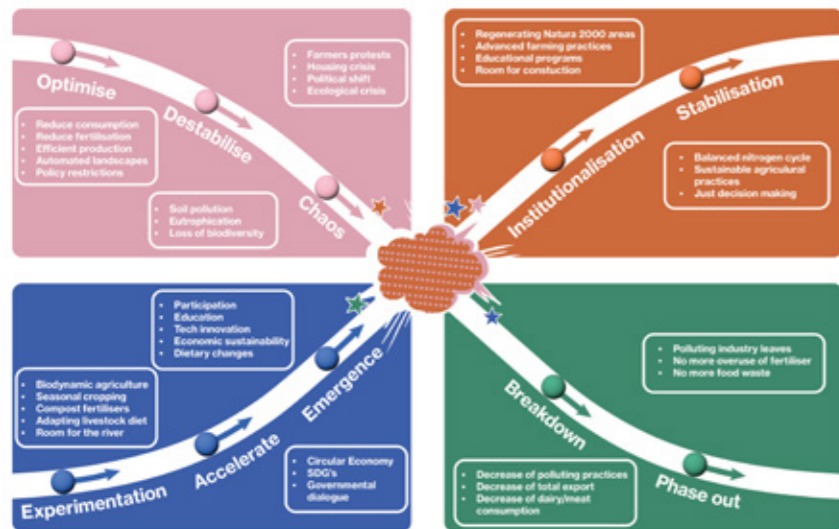 Optimise
Destabilise
Chaos
Farmers protests
Housing crisis
Political shift
Ecological crisis
Reduce consumption
Reduce fertilisation
Efficient production
Automated landscapes
Policy restrictions
Soil pollution
Eutrophication
Loss of biodiversity
Regenerating Natura 2000 areas
Advanced farming practices
Educational programs
Room for constuction
Institutionalisation
Stabilisation
Balanced nitrogen cycle
Sustainable agriculural
practices
Just decision making
Participation
Education
Tech innovation
Economic sustainability
Dietary changes
Biodynamic agriculture
Seasonal cropping
Compost fertilisers
Adapting livestock diet
Room for the river
Experimentation
Accelerate
Emergence
Circular Economy
SDG's
Governmental
dialogue
Polluting industry leaves
No more overuse of fertiliser
No more food waste
Breakdown
Phase out
Decrease of polluting practices
Decrease of total export
Decrease of dairy/meat
consumption